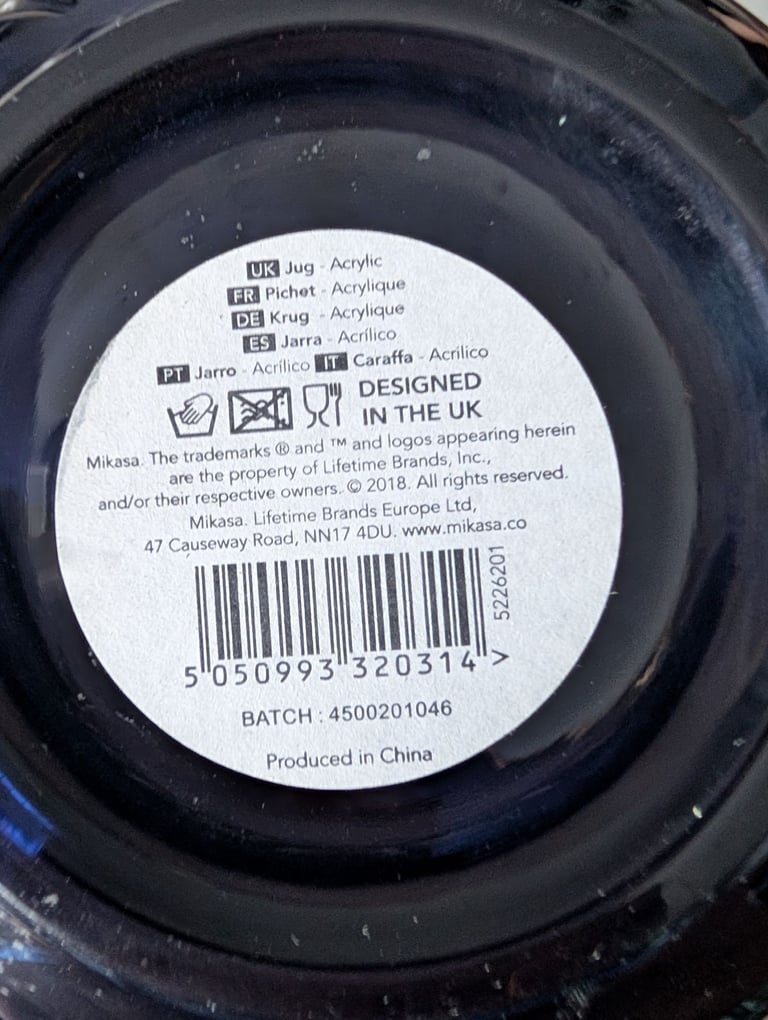 UK Jug - Acrylic
FR Pichet - Acrylique
DE Krug - Acrylique
ES Jarra - Acrílico
PT Jarro - Acrílico IT Caraffa - Acrilico
DESIGNED
IN THE UK
Mikasa. The trademarks ® and ™ and logos appearing herein
are the property of Lifetime Brands, Inc.,
and/or their respective owners. © 2018. All rights reserved.
Mikasa. Lifetime Brands Europe Ltd,
47 Causeway Road, NN17 4DU. www.mikasa.co
5226201
5 050993 320314 >
BATCH : 4500201046
Produced in China